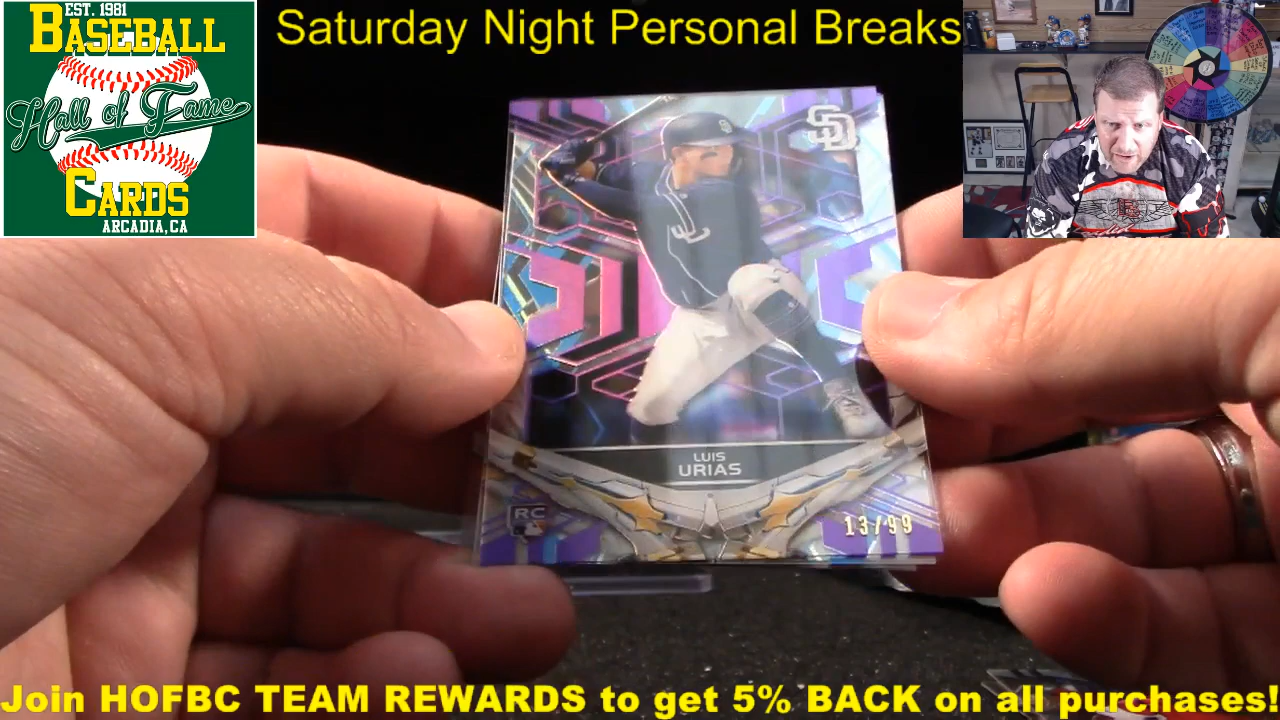 EST. 1981
BASEBALL
Hall of Fame
CARDS
ARCADIA, CA
Saturday Night Personal Breaks
SD
LUIS
URIAS
RC
13/99
Join HOFBC TEAM REWARDS to get 5% BACK on all purchases!